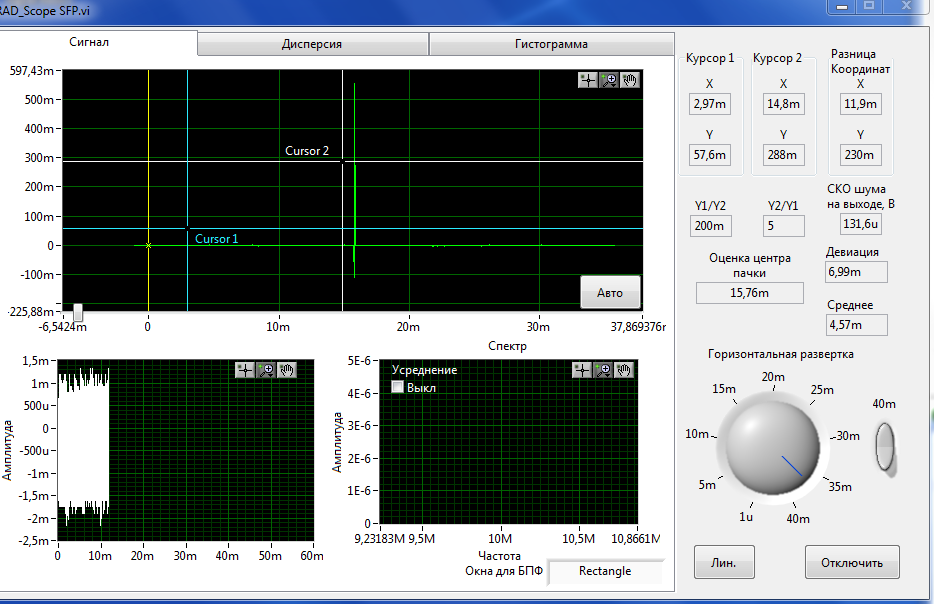 RAD_Scope SFP.vi
Сигнал
Дисперсия
Гистограмма
597,43m
500m
400m
300m
200m
100m
0
-100m
-225,88m
-6,5424m
0
10m
20m
30m
37,869376m
Cursor 2
Cursor 1
Авто
Курсор 1
X
2,97m
Y
57,6m
Курсор 2
X
14,8m
Y
288m
Разница
Координат
X
11,9m
Y
230m
Y1/Y2
200m
Y2/Y1
5
СКО шума
на выходе, В
131,6u
Оценка центра
пачки
15,76m
Девиация
6,99m
Среднее
4,57m
Горизонтальная развертка
1u
5m
10m
15m
20m
25m
30m
35m
40m
40m
Лин.
Отключить
Амплитуда
1,5m
1m
500u
0
-500u
-1m
-1,5m
-2m
-2,5m
0
10m
20m
30m
40m
50m
60m
Спектр
Амплитуда
5E-6
4E-6
3E-6
2E-6
1E-6
0
Усреднение
Выкл
9,23183M
9,5M
10M
10,5M
10,8661M
Частота
Окна для БПФ
Rectangle